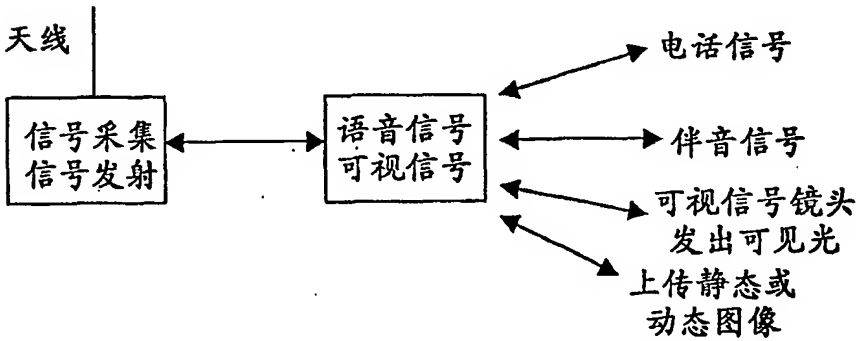 天线
信号采集
信号发射
语音信号
可视信号
电话信号
伴音信号
可视信号镜头
发出可见光
上传静态或
动态图像